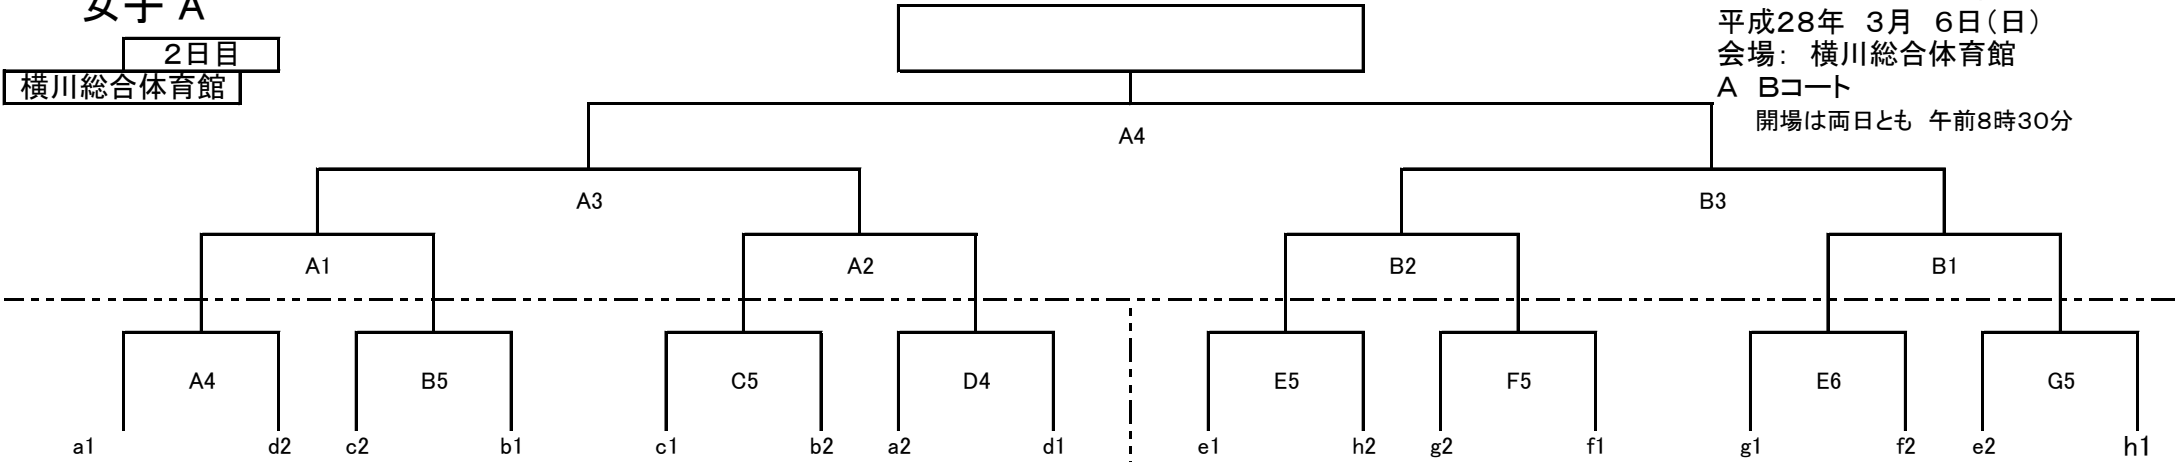 女子 A
2日目
横川総合体育館
平成28年 3月 6日(日)
会場: 横川総合体育館
A Bコート
開場は両日とも 午前8時30分
A4
A3 B3
A1 A2 B2 B1
A4 B5 C5 D4 E5 F5 E6 G5
a1 d2 c2 b1 c1 b2 a2 d1 e1 h2 g2 f1 g1 f2 e2 h1